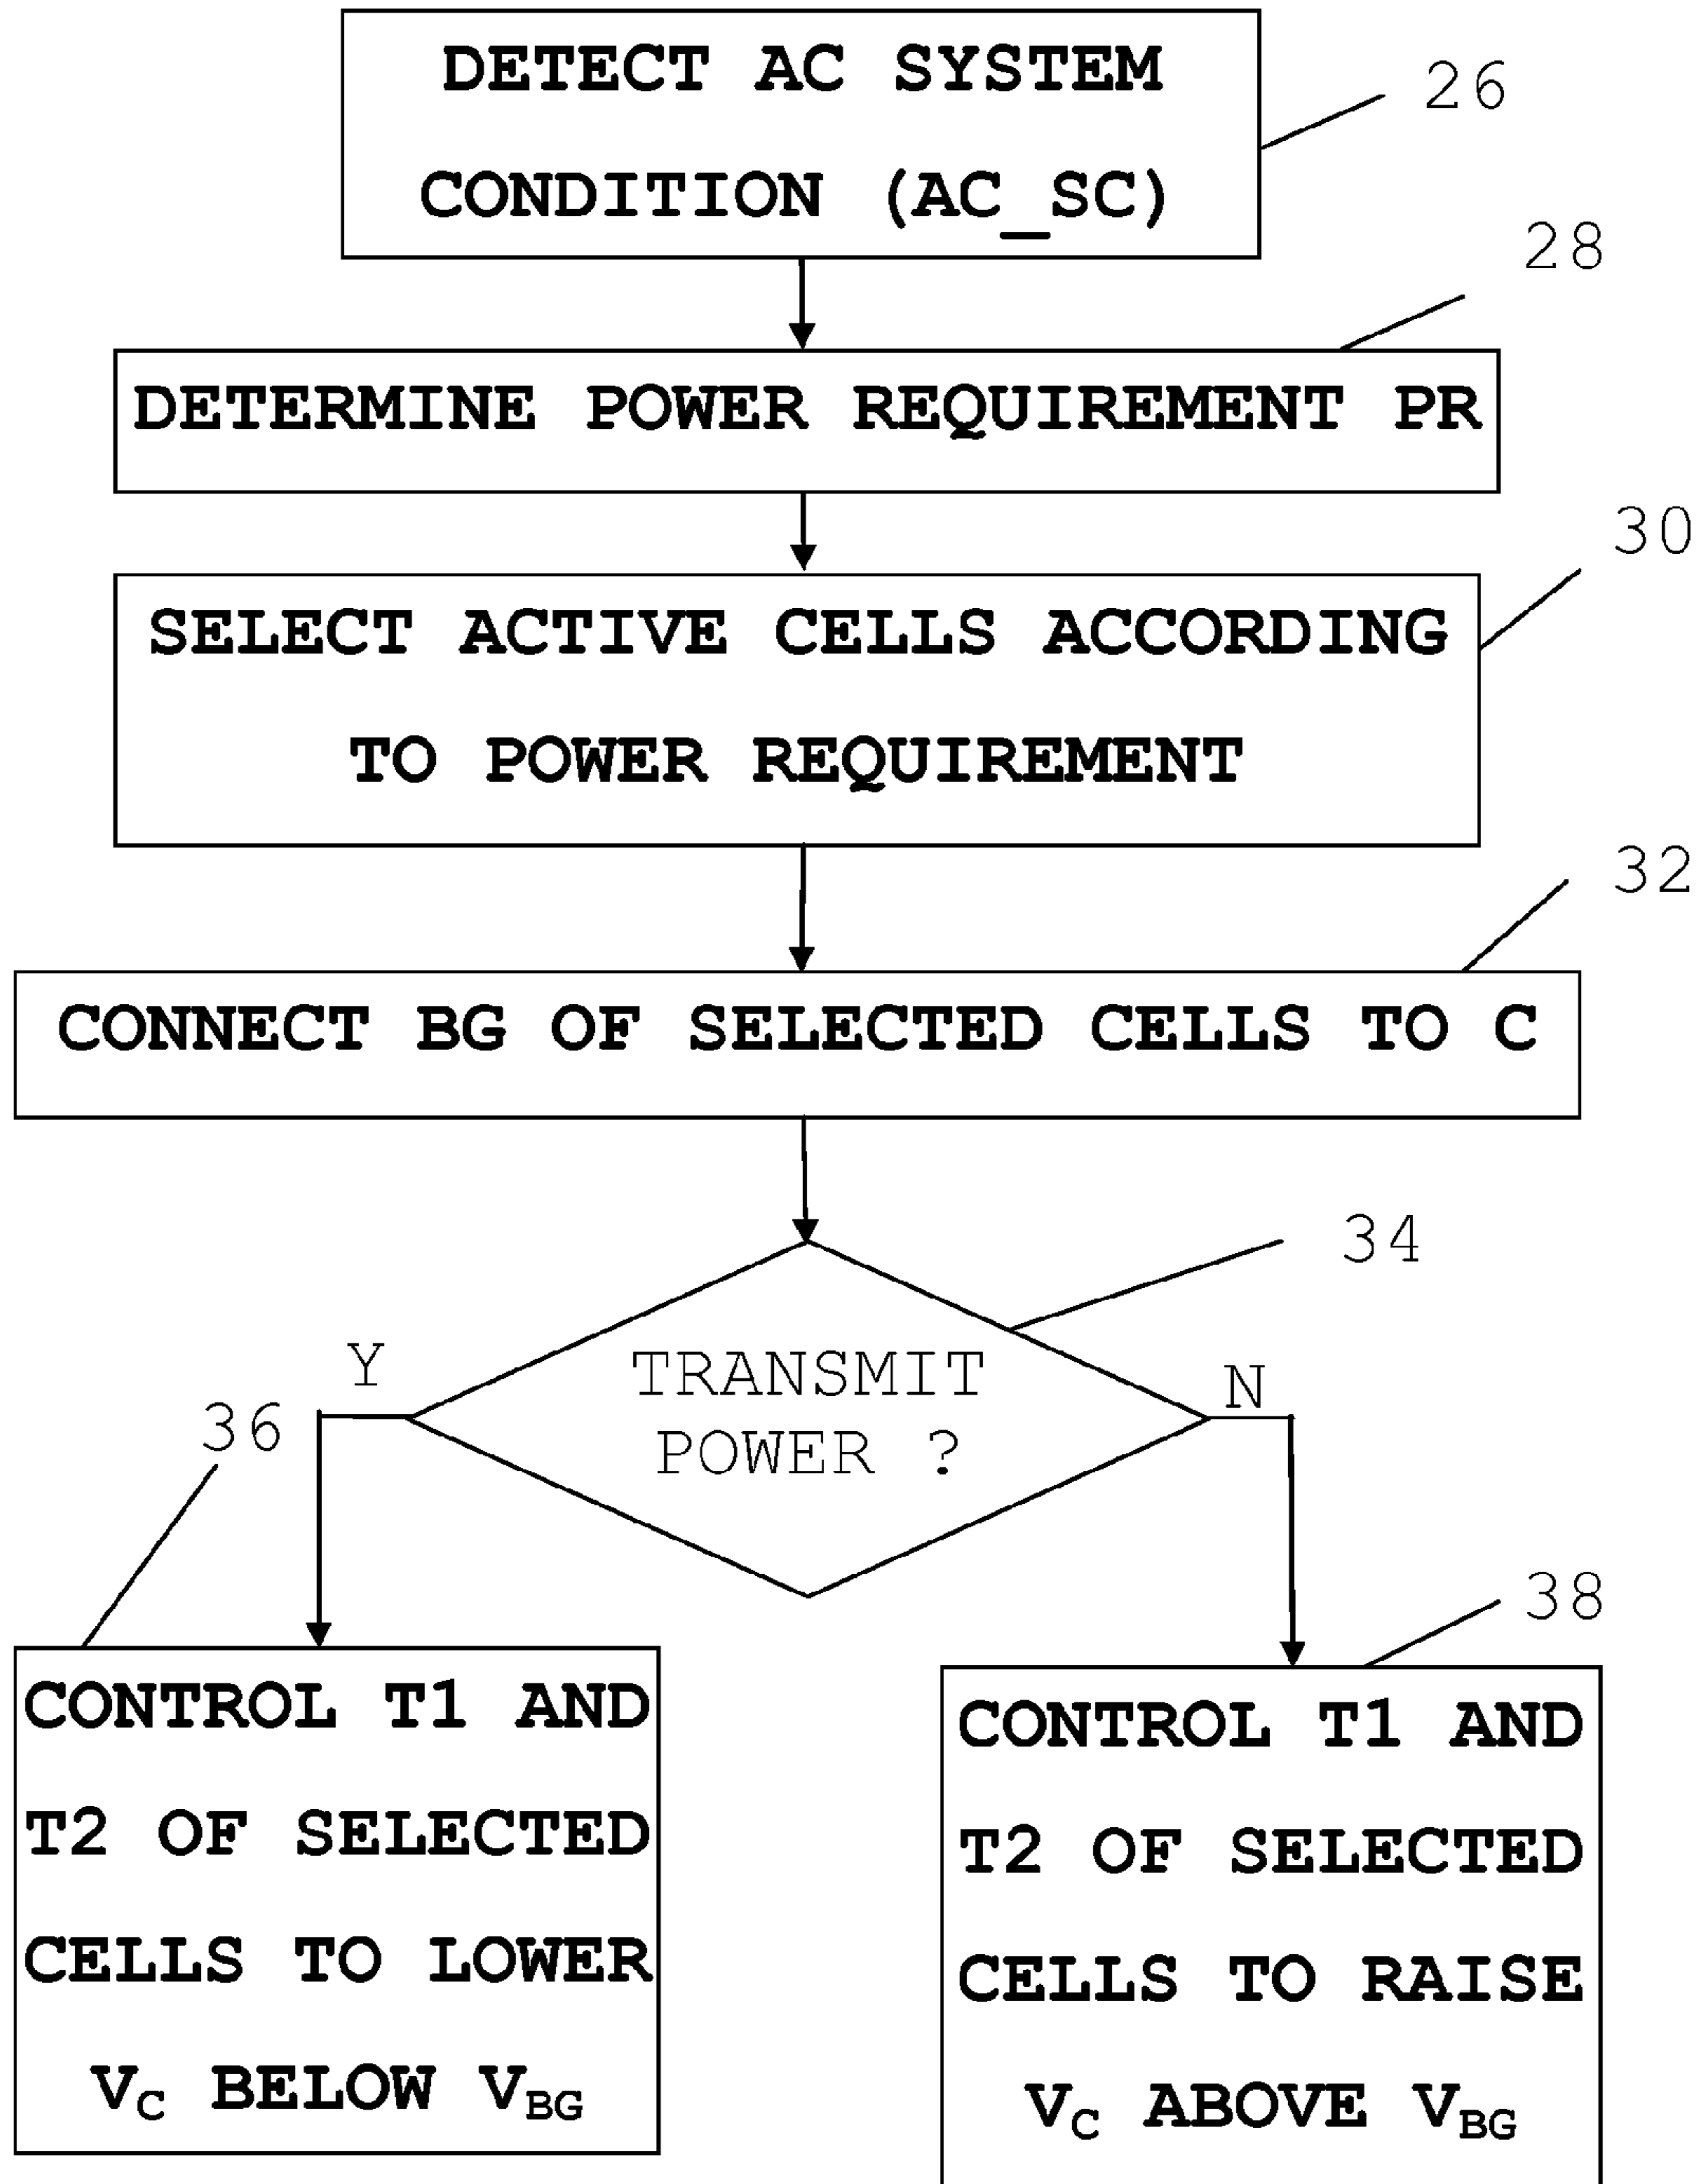 DETECT AC SYSTEM
CONDITION (AC_SC)
26
28
DETERMINE POWER REQUIREMENT PR
30
SELECT ACTIVE CELLS ACCORDING
TO POWER REQUIREMENT
32
CONNECT BG OF SELECTED CELLS TO C
34
TRANSMIT
POWER ?
Y
N
36
38
CONTROL T1 AND
T2 OF SELECTED
CELLS TO LOWER
VC BELOW VBG
CONTROL T1 AND
T2 OF SELECTED
CELLS TO RAISE
VC ABOVE VBG